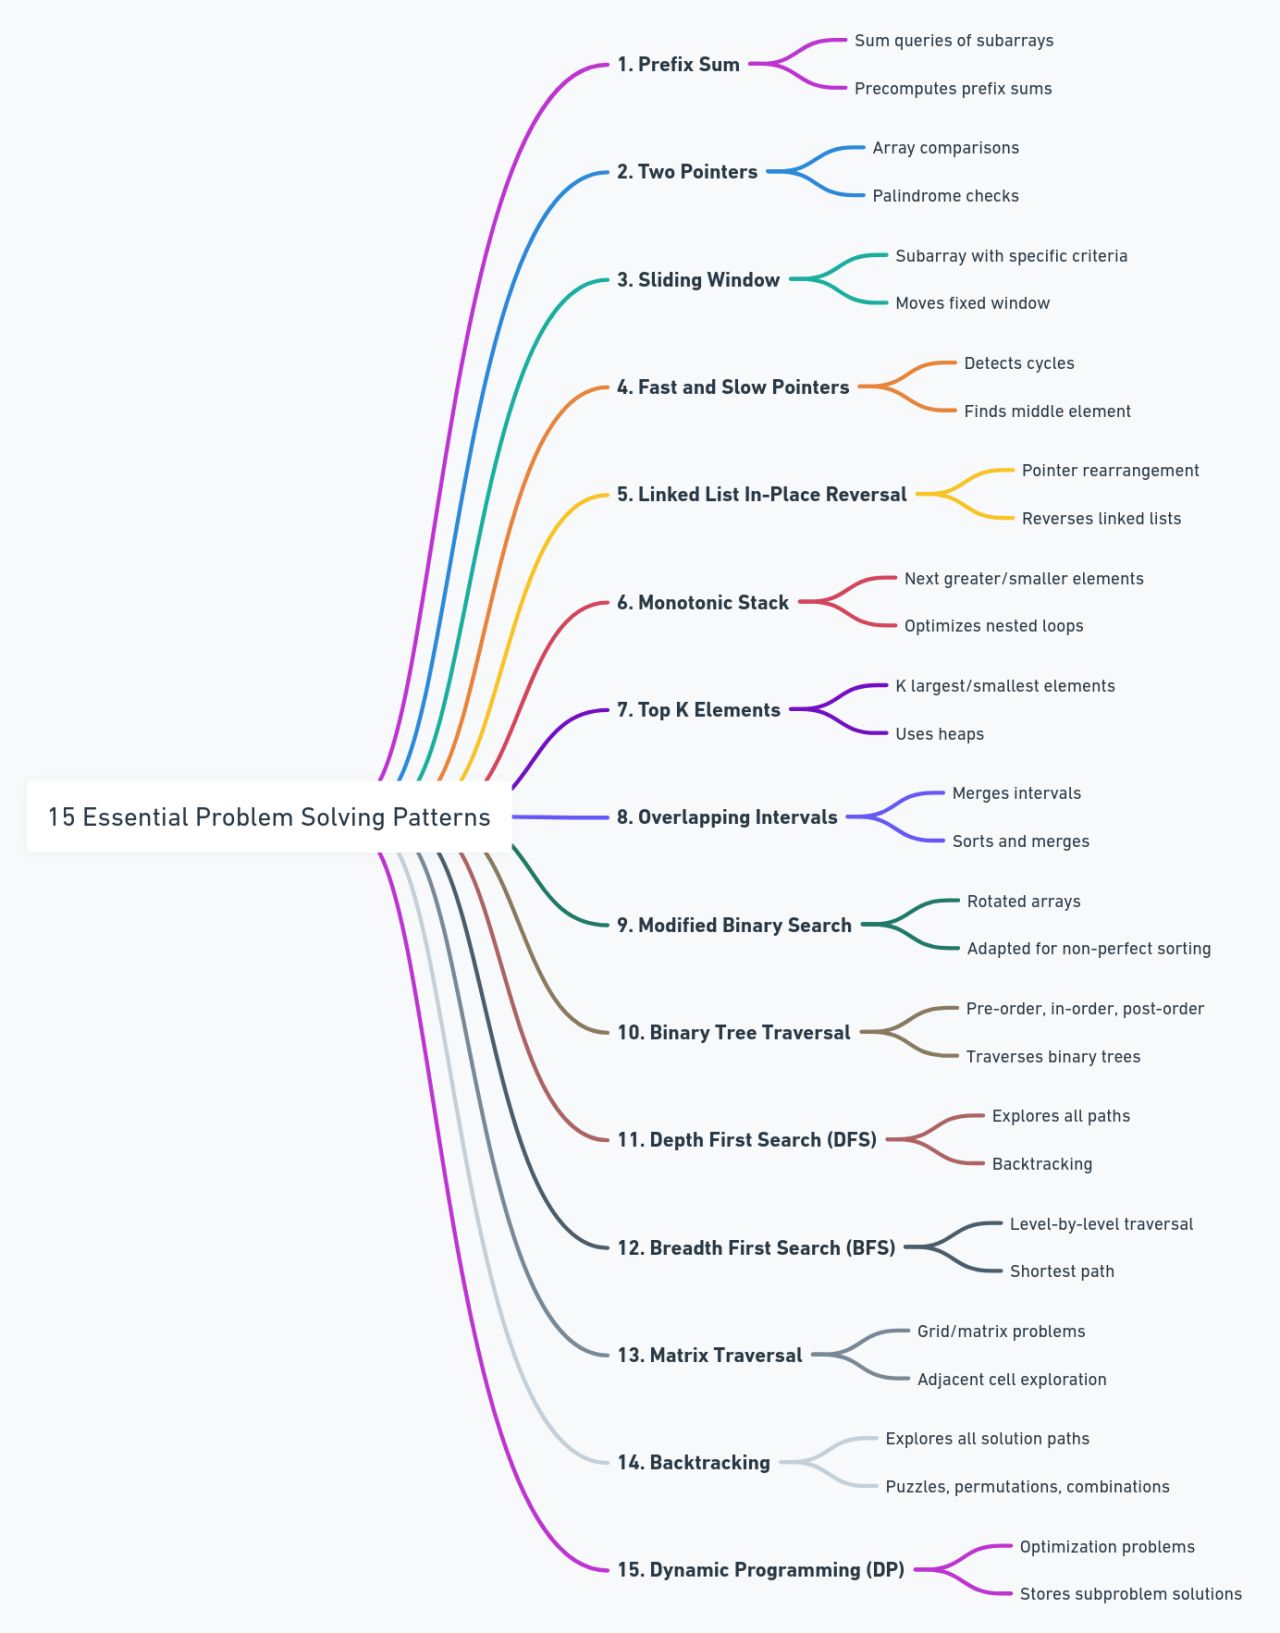 15 Essential Problem Solving Patterns
1. Prefix Sum
Sum queries of subarrays
Precomputes prefix sums
2. Two Pointers
Array comparisons
Palindrome checks
3. Sliding Window
Subarray with specific criteria
Moves fixed window
4. Fast and Slow Pointers
Detects cycles
Finds middle element
5. Linked List In-Place Reversal
Pointer rearrangement
Reverses linked lists
6. Monotonic Stack
Next greater/smaller elements
Optimizes nested loops
7. Top K Elements
K largest/smallest elements
Uses heaps
8. Overlapping Intervals
Merges intervals
Sorts and merges
9. Modified Binary Search
Rotated arrays
Adapted for non-perfect sorting
10. Binary Tree Traversal
Pre-order, in-order, post-order
Traverses binary trees
11. Depth First Search (DFS)
Explores all paths
Backtracking
12. Breadth First Search (BFS)
Level-by-level traversal
Shortest path
13. Matrix Traversal
Grid/matrix problems
Adjacent cell exploration
14. Backtracking
Explores all solution paths
Puzzles, permutations, combinations
15. Dynamic Programming (DP)
Optimization problems
Stores subproblem solutions